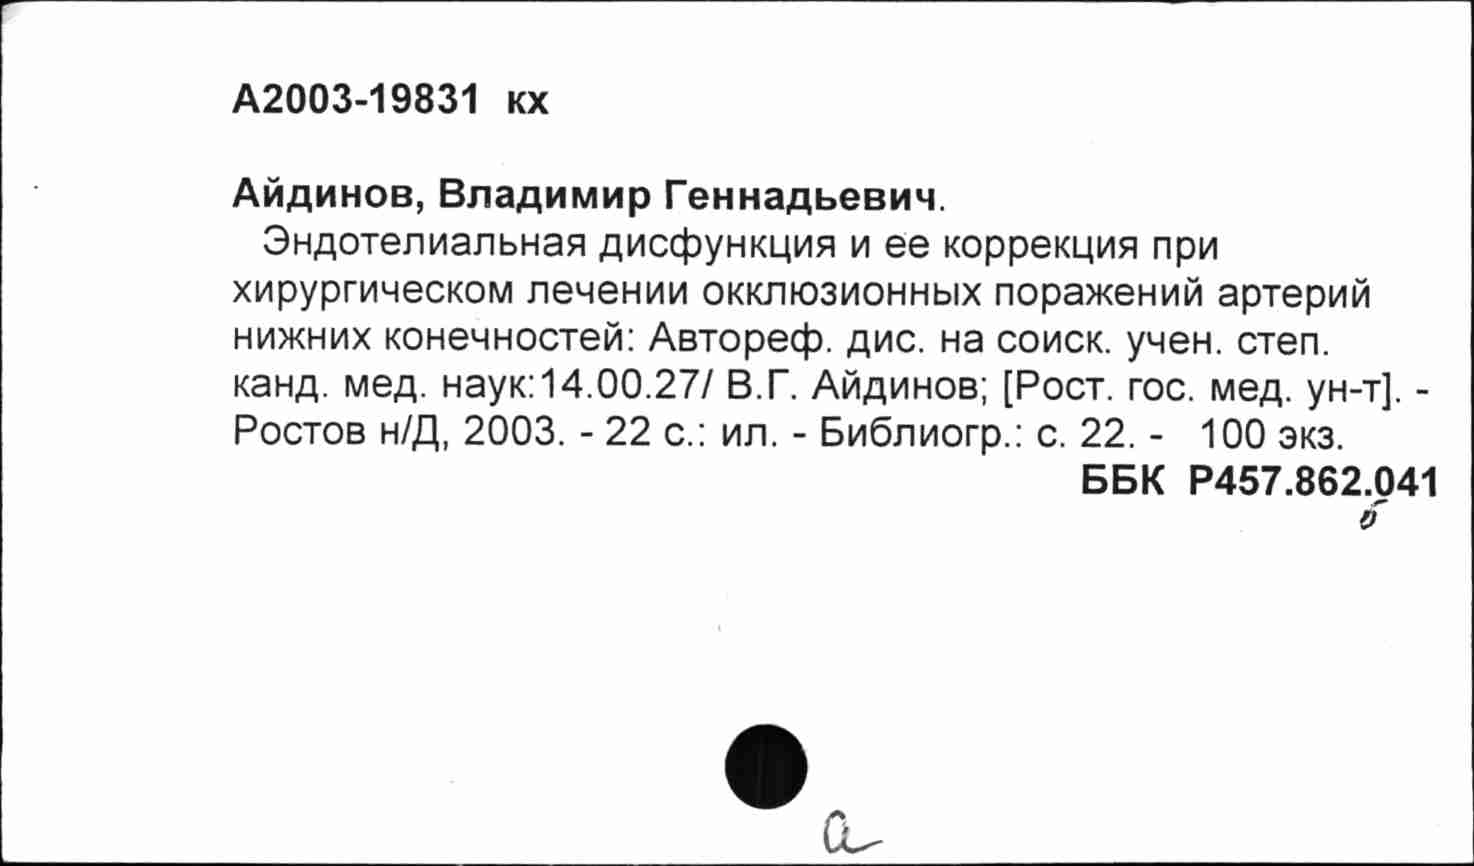 А2003-19831 кх
Айдинов, Владимир Геннадьевич.
Эндотелиальная дисфункция и ее коррекция при
хирургическом лечении окклюзионных поражений артерий
нижних конечностей: Автореф. дис. на соиск. учен. степ.
канд. мед. наук:14.00.27/ В.Г. Айдинов; [Рост. гос. мед. ун-т]. -
Ростов н/Д, 2003. - 22 с.: ил. - Библиогр.: с. 22. - 100 экз.
ББК Р457.862.041
а